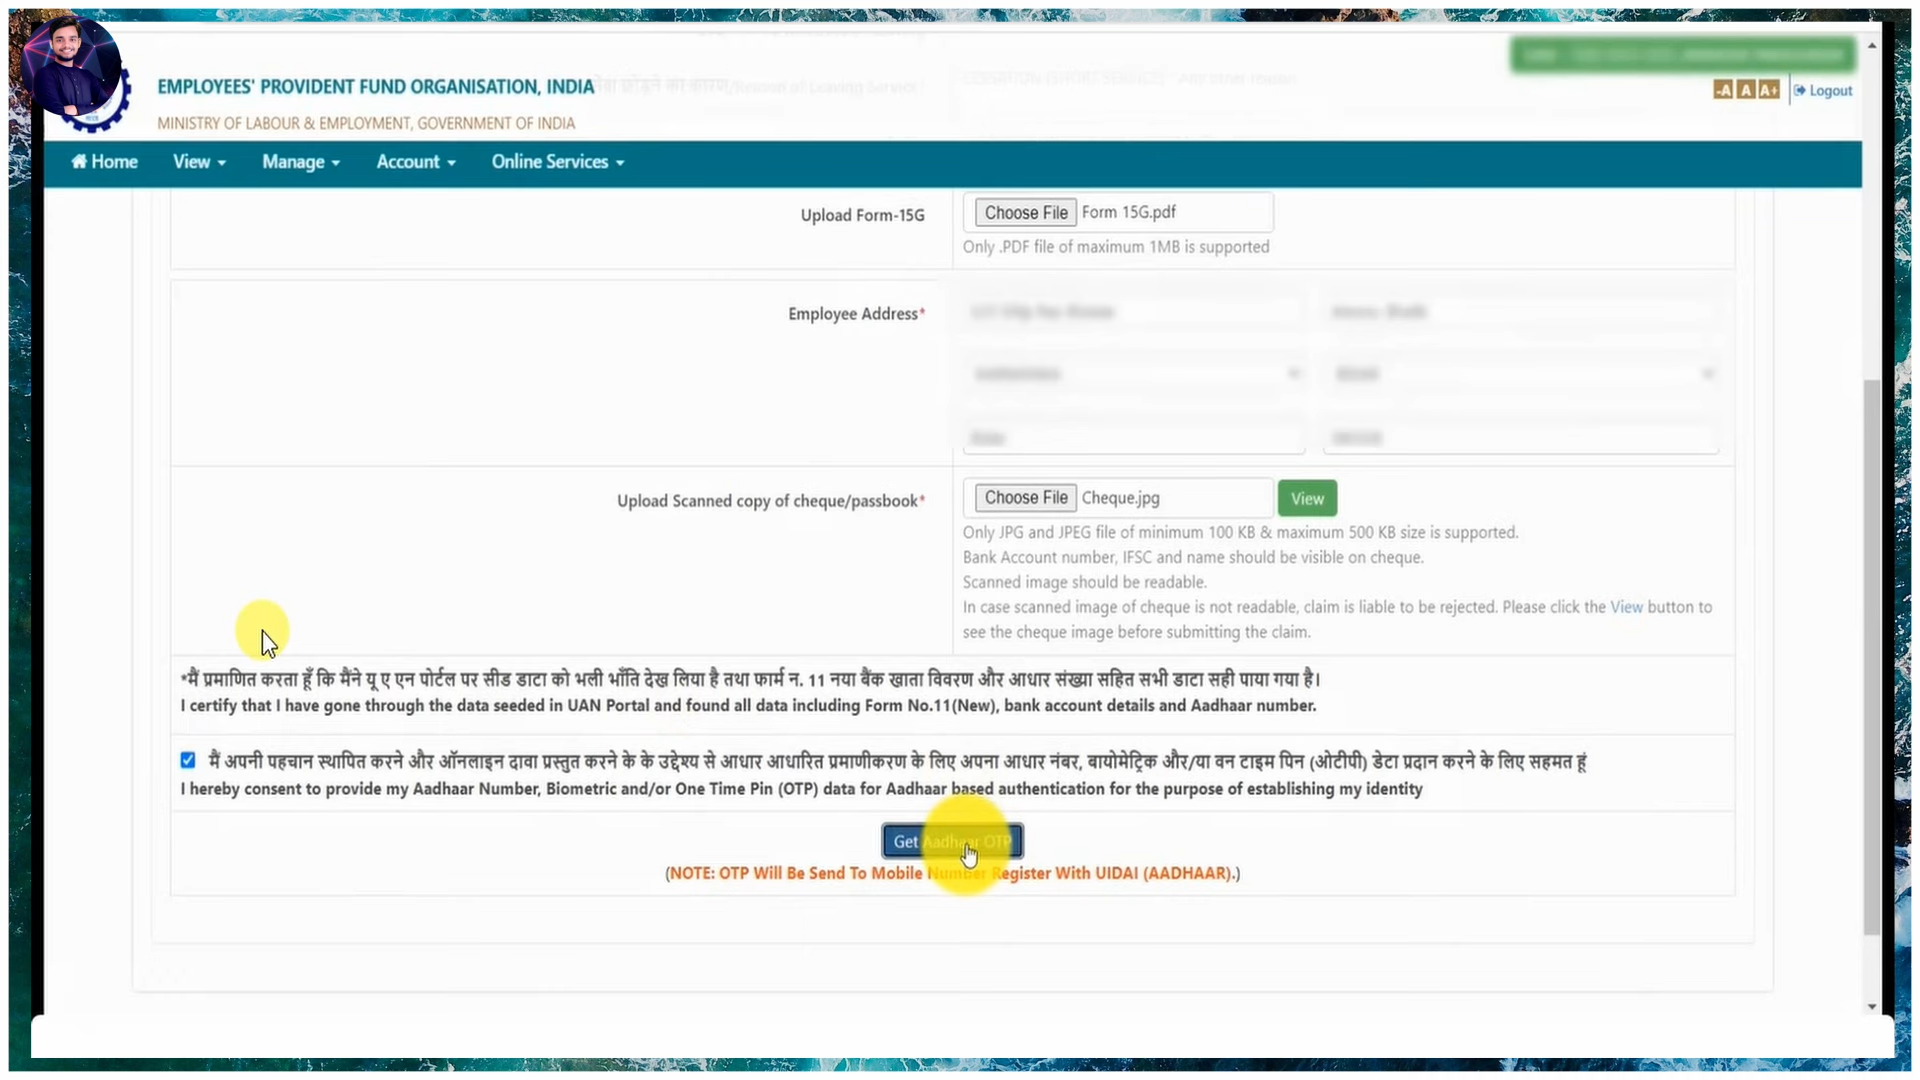 EMPLOYEES' PROVIDENT FUND ORGANISATION, INDIA
MINISTRY OF LABOUR & EMPLOYMENT, GOVERNMENT OF INDIA
-A A A+ Logout
Home View Manage Account Online Services
Upload Form-15G
Choose File Form 15G.pdf
Only .PDF file of maximum 1MB is supported
Employee Address*
Upload Scanned copy of cheque/passbook*
Choose File Cheque.jpg View
Only JPG and JPEG file of minimum 100 KB & maximum 500 KB size is supported.
Bank Account number, IFSC and name should be visible on cheque.
Scanned image should be readable.
In case scanned image of cheque is not readable, claim is liable to be rejected. Please click the View button to
see the cheque image before submitting the claim.
*मैं प्रमाणित करता हूँ कि मैंने यू ए एन पोर्टल पर सीड डाटा को भली भाँति देख लिया है तथा फार्म न. 11 नया बैंक खाता विवरण और आधार संख्या सहित सभी डाटा सही पाया गया है।
I certify that I have gone through the data seeded in UAN Portal and found all data including Form No.11(New), bank account details and Aadhaar number.
मैं अपनी पहचान स्थापित करने और ऑनलाइन दावा प्रस्तुत करने के के उद्देश्य से आधार आधारित प्रमाणीकरण के लिए अपना आधार नंबर, बायोमेट्रिक और/या वन टाइम पिन (ओटीपी) डेटा प्रदान करने के लिए सहमत हूं
I hereby consent to provide my Aadhaar Number, Biometric and/or One Time Pin (OTP) data for Aadhaar based authentication for the purpose of establishing my identity
Get Aadhaar OTP
(NOTE: OTP Will Be Send To Mobile Number Register With UIDAI (AADHAAR).)